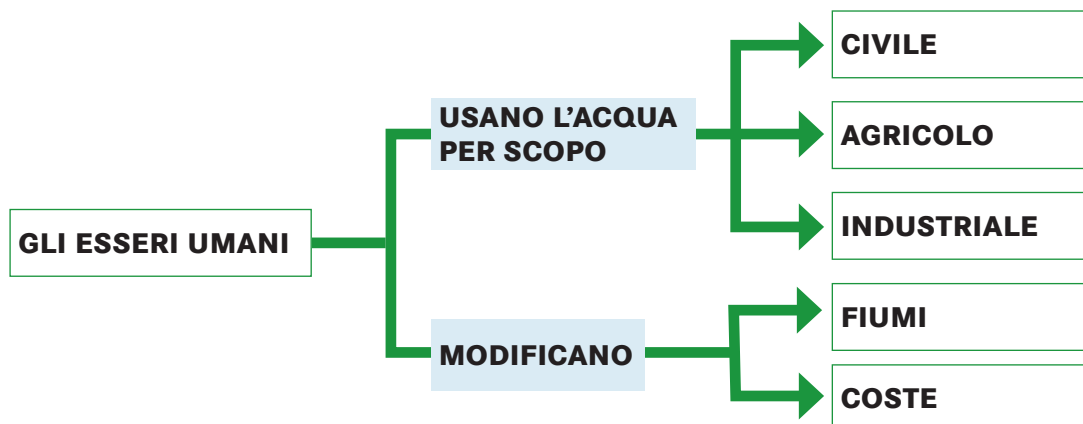 GLI ESSERI UMANI
USANO L'ACQUA
PER SCOPO
CIVILE
AGRICOLO
INDUSTRIALE
MODIFICANO
FIUMI
COSTE